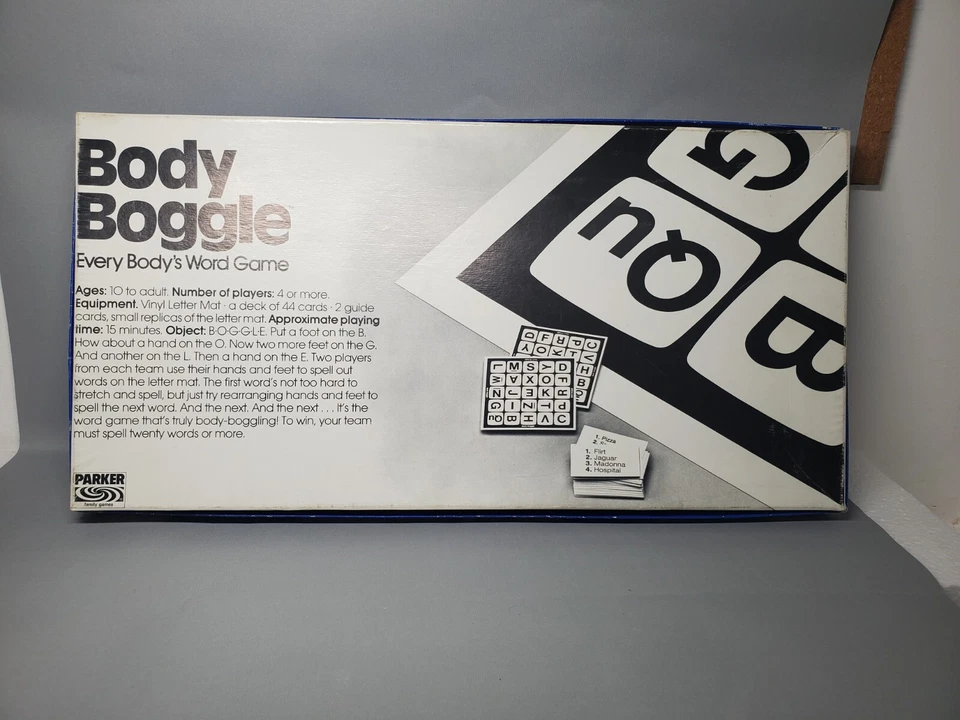 Body
Boggle
Every Body's Word Game
Ages: 10 to adult. Number of players: 4 or more.
Equipment. Vinyl Letter Mat · a deck of 44 cards · 2 guide
cards, small replicas of the letter mat. Approximate playing
time: 15 minutes. Object: B-O-G-G-L-E. Put a foot on the B.
How about a hand on the O. Now two more feet on the G.
And another on the L. Then a hand on the E. Two players
from each team use their hands and feet to spell out
words on the letter mat. The first word's not too hard to
stretch and spell, but just try rearranging hands and feet to
spell the next word. And the next. And the next . . . It's the
word game that's truly body-boggling! To win, your team
must spell twenty words or more.
PARKER
family games
G
Qu
B
L M S X D
1. Pizza
2.
1. Flirt
2. Jaguar
3. Madonna
4. Hospital